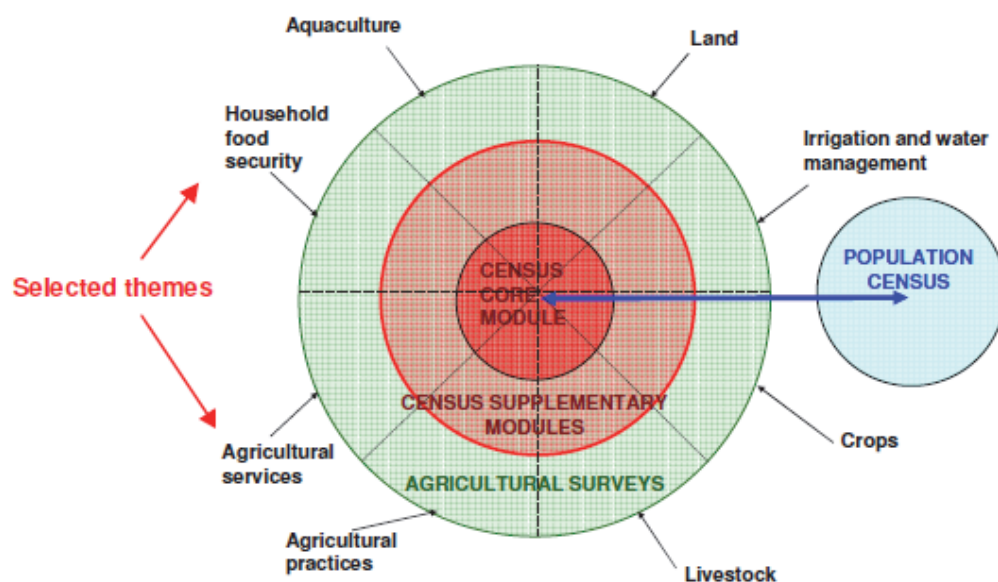 Aquaculture
Land
Household
food
security
Irrigation and water
management
Selected themes
CENSUS
CORE
MODULE
POPULATION
CENSUS
CENSUS SUPPLEMENTARY
MODULES
Agricultural
services
Crops
AGRICULTURAL SURVEYS
Agricultural
practices
Livestock